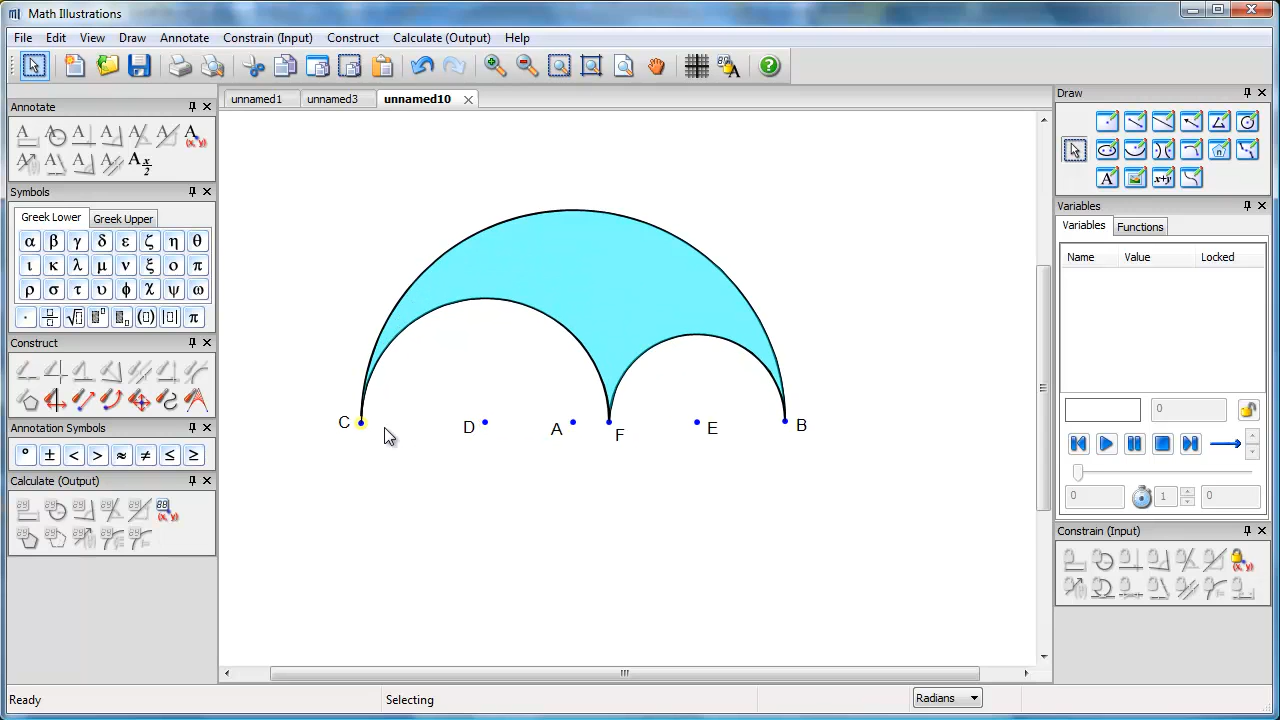 Math Illustrations
File Edit View Draw Annotate Constrain (Input) Construct Calculate (Output) Help
unnamed1 unnamed3 unnamed10
Annotate
Symbols
Greek Lower Greek Upper
α β γ δ ε ζ η θ
ι κ λ μ ν ξ ο π
ρ σ τ υ φ χ ψ ω
Construct
Annotation Symbols
° ± < > ≈ ≠ ≤ ≥
Calculate (Output)
C D A F E B
Draw
Variables
Variables Functions
Name Value Locked
0
0 1 0
Constrain (Input)
Ready Selecting Radians